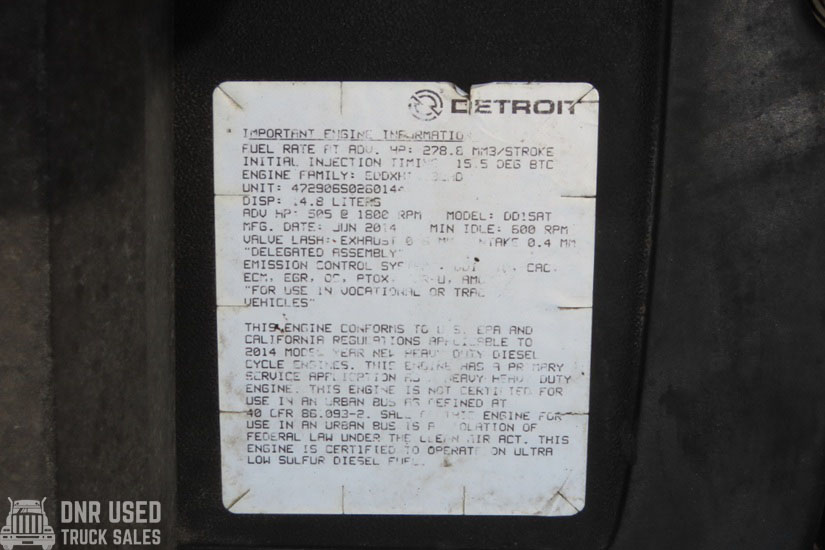 DETROIT
IMPORTANT ENGINE INFORMATION
FUEL RATE AT ADV. HP: 278.8 MM3/STROKE
INITIAL INJECTION TIMING 15.5 DEG BTC
ENGINE FAMILY:
UNIT:
DISP: 14.8 LITERS
ADV HP: 505 @ 1800 RPM MODEL: DD15AT
MFG. DATE: JUN 2014 MIN IDLE: 600 RPM
VALVE LASH: EXHAUST INTAKE 0.4 MM
"DELEGATED ASSEMBLY"
EMISSION CONTROL CAC,
ECM, EGR, OC, PTOX,
"FOR USE IN VOCATIONAL OR
VEHICLES"
THIS ENGINE CONFORMS TO U.S. EPA AND
CALIFORNIA REGULATIONS APPLICABLE TO
2014 MODEL YEAR NEW HEAVY DUTY DIESEL
CYCLE ENGINES. THIS ENGINE HAS A PRIMARY
SERVICE APPLICATION AS A HEAVY HEAVY DUTY
ENGINE. THIS ENGINE IS NOT CERTIFIED FOR
USE IN AN URBAN BUS AS DEFINED AT
40 CFR 86.093-2. SALE OF THIS ENGINE FOR
USE IN AN URBAN BUS IS A VIOLATION OF
FEDERAL LAW UNDER THE CLEAN AIR ACT. THIS
ENGINE IS CERTIFIED TO OPERATE ON ULTRA
LOW SULFUR DIESEL FUEL.
DNR USED
TRUCK SALES